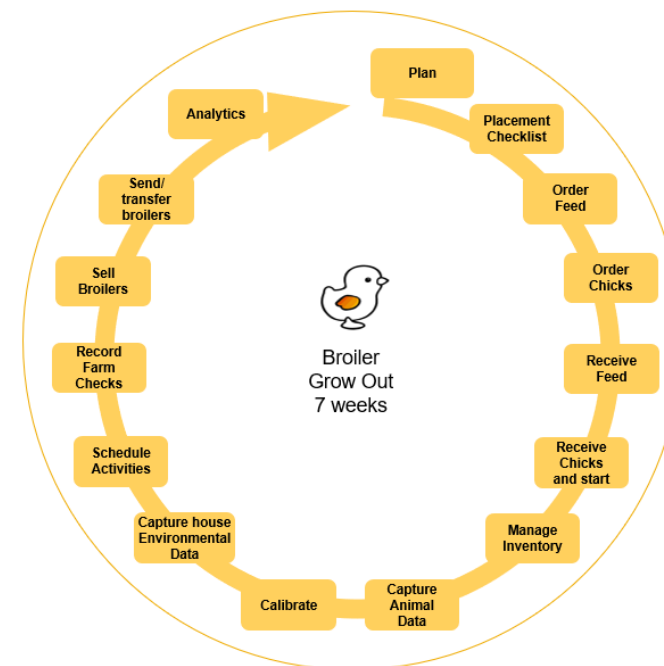 Plan
Placement
Checklist
Order
Feed
Order
Chicks
Receive
Feed
Receive
Chicks
and start
Manage
Inventory
Capture
Animal
Data
Calibrate
Capture house
Environmental
Data
Schedule
Activities
Record
Farm
Checks
Sell
Broilers
Send/
transfer
broilers
Analytics
Broiler
Grow Out
7 weeks